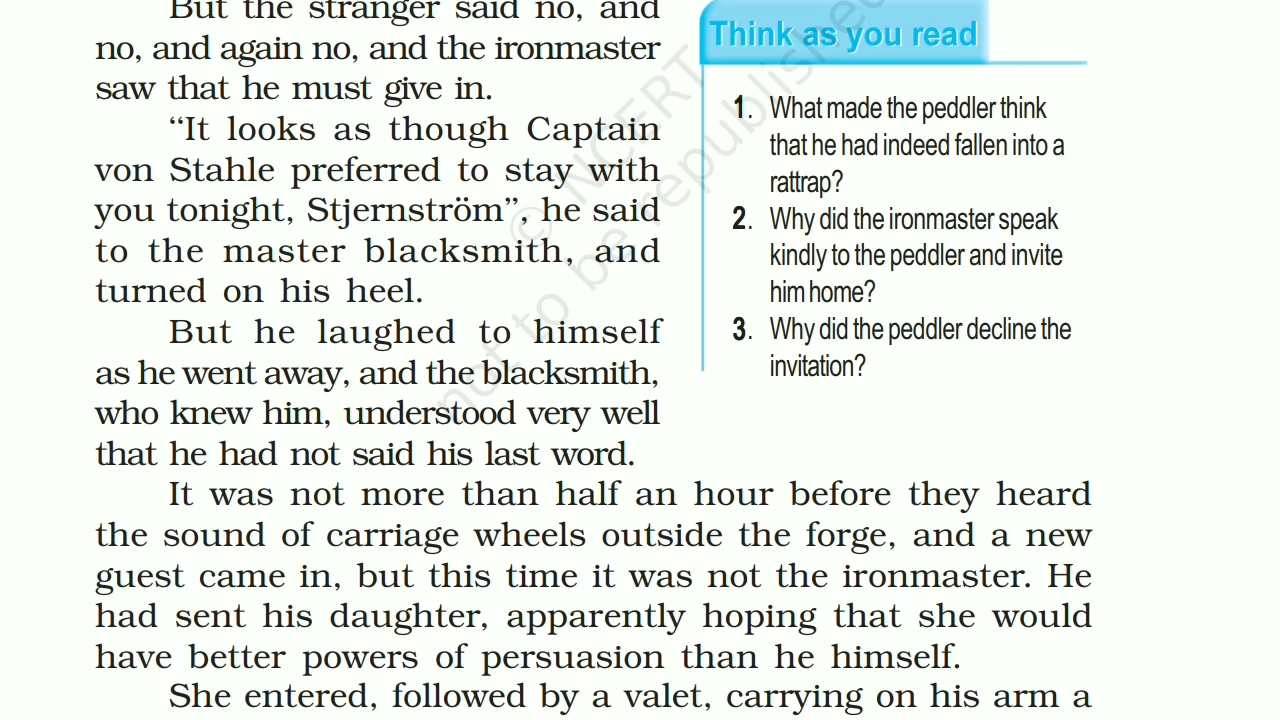 But the stranger said no, and
no, and again no, and the ironmaster
saw that he must give in.
“It looks as though Captain
von Stahle preferred to stay with
you tonight, Stjernström”, he said
to the master blacksmith, and
turned on his heel.
But he laughed to himself
as he went away, and the blacksmith,
who knew him, understood very well
that he had not said his last word.
Think as you read
1. What made the peddler think
that he had indeed fallen into a
rattrap?
2. Why did the ironmaster speak
kindly to the peddler and invite
him home?
3. Why did the peddler decline the
invitation?
It was not more than half an hour before they heard
the sound of carriage wheels outside the forge, and a new
guest came in, but this time it was not the ironmaster. He
had sent his daughter, apparently hoping that she would
have better powers of persuasion than he himself.
She entered, followed by a valet, carrying on his arm a
© NCERT
not to be republished